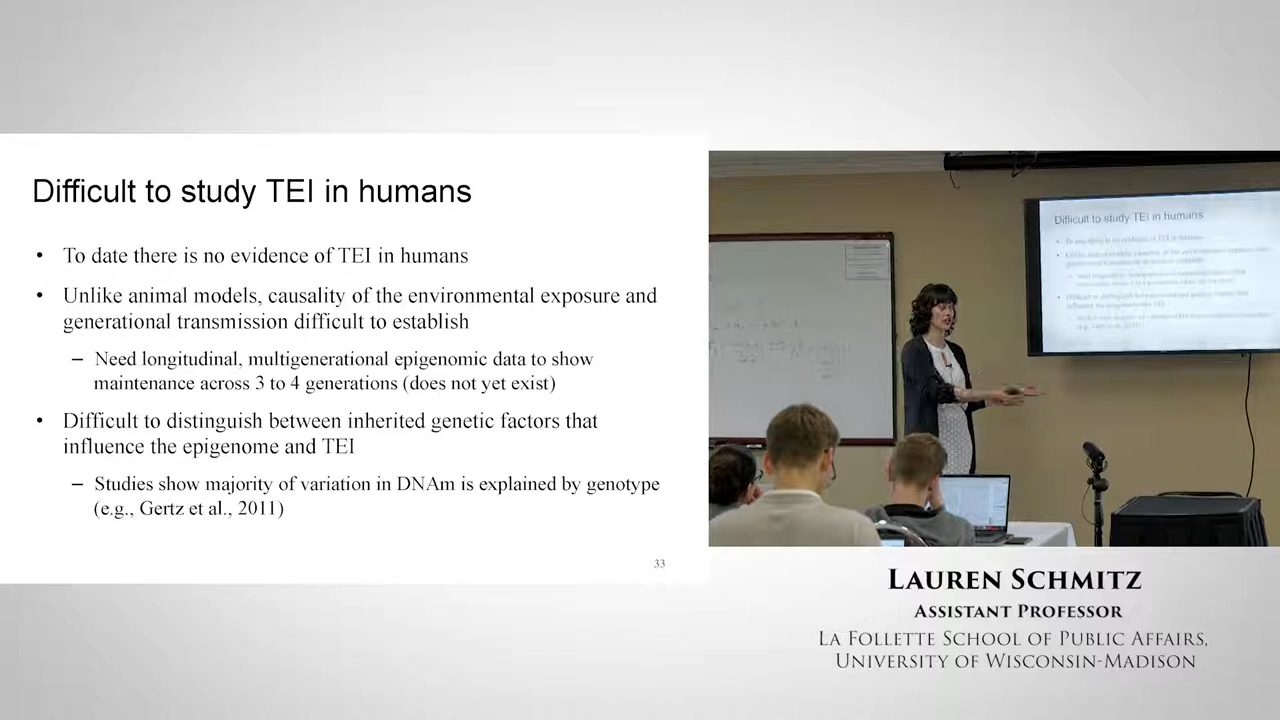 Difficult to study TEI in humans
• To date there is no evidence of TEI in humans
• Unlike animal models, causality of the environmental exposure and
generational transmission difficult to establish
– Need longitudinal, multigenerational epigenomic data to show
maintenance across 3 to 4 generations (does not yet exist)
• Difficult to distinguish between inherited genetic factors that
influence the epigenome and TEI
– Studies show majority of variation in DNAm is explained by genotype
(e.g., Gertz et al., 2011)
33
Difficult to study TEI in humans
LAUREN SCHMITZ
ASSISTANT PROFESSOR
LA FOLLETTE SCHOOL OF PUBLIC AFFAIRS,
UNIVERSITY OF WISCONSIN-MADISON